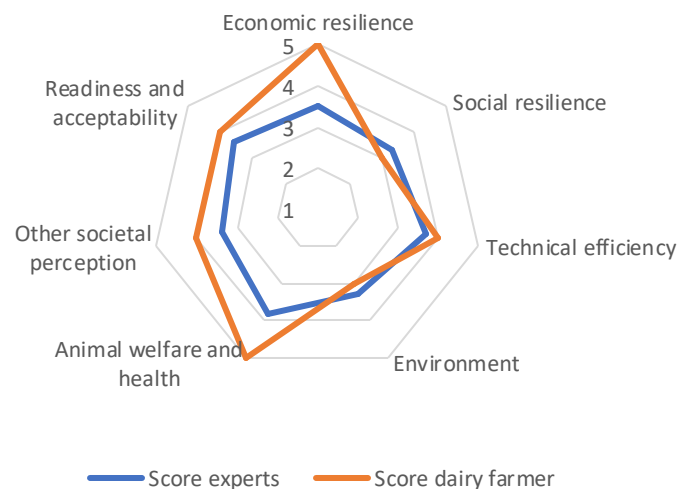 Economic resilience
5
4
3
2
1
Readiness and
acceptability
Social resilience
Other societal
perception
Technical efficiency
Animal welfare and
health
Environment
Score experts
Score dairy farmer